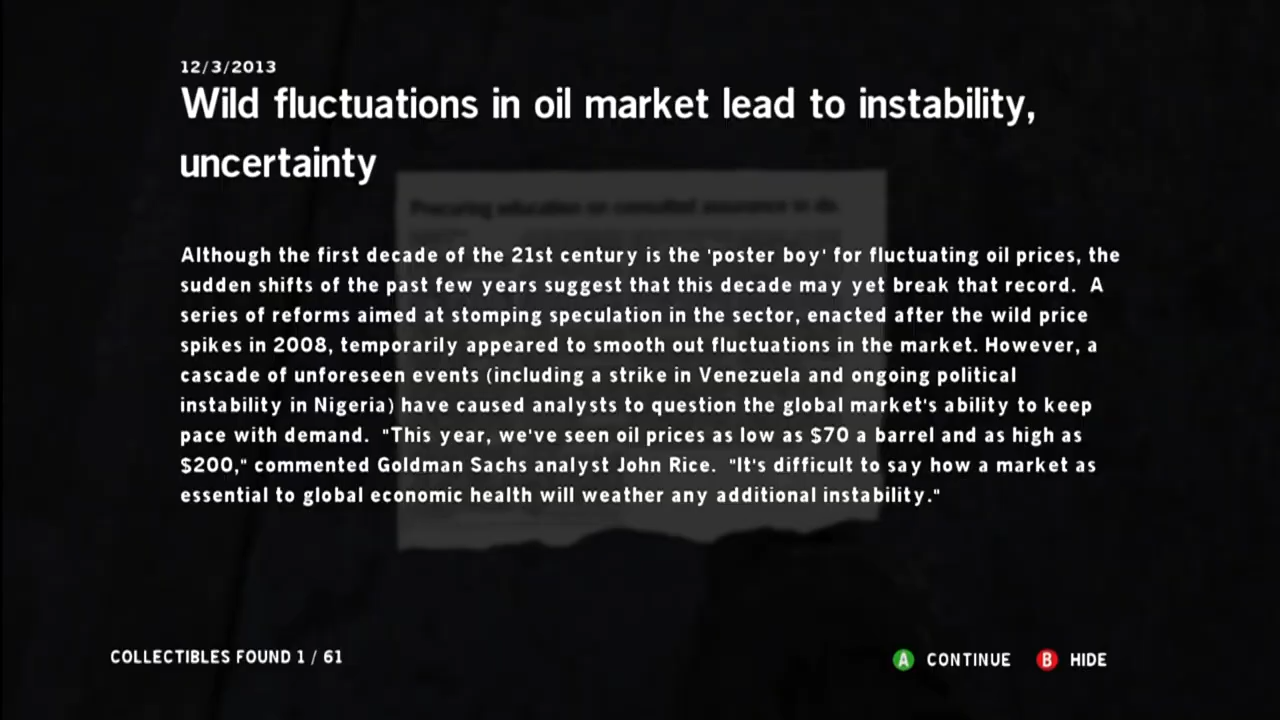 12/3/2013
Wild fluctuations in oil market lead to instability,
uncertainty
Procuring education on consulted assurance in do.
Although the first decade of the 21st century is the 'poster boy' for fluctuating oil prices, the
sudden shifts of the past few years suggest that this decade may yet break that record. A
series of reforms aimed at stomping speculation in the sector, enacted after the wild price
spikes in 2008, temporarily appeared to smooth out fluctuations in the market. However, a
cascade of unforeseen events (including a strike in Venezuela and ongoing political
instability in Nigeria) have caused analysts to question the global market's ability to keep
pace with demand. "This year, we've seen oil prices as low as $70 a barrel and as high as
$200," commented Goldman Sachs analyst John Rice. "It's difficult to say how a market as
essential to global economic health will weather any additional instability."
COLLECTIBLES FOUND 1 / 61
A CONTINUE B HIDE